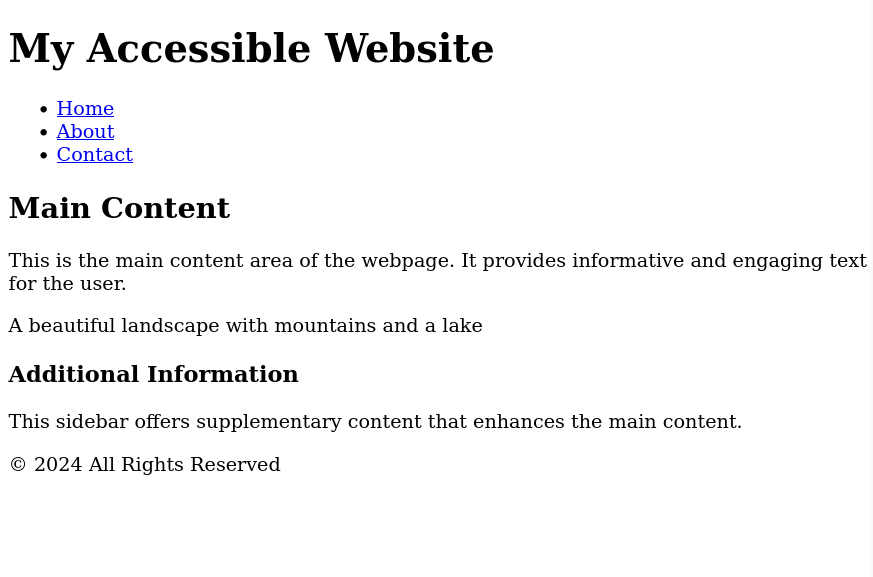 My Accessible Website
Home
About
Contact
Main Content
This is the main content area of the webpage. It provides informative and engaging text
for the user.
A beautiful landscape with mountains and a lake
Additional Information
This sidebar offers supplementary content that enhances the main content.
© 2024 All Rights Reserved